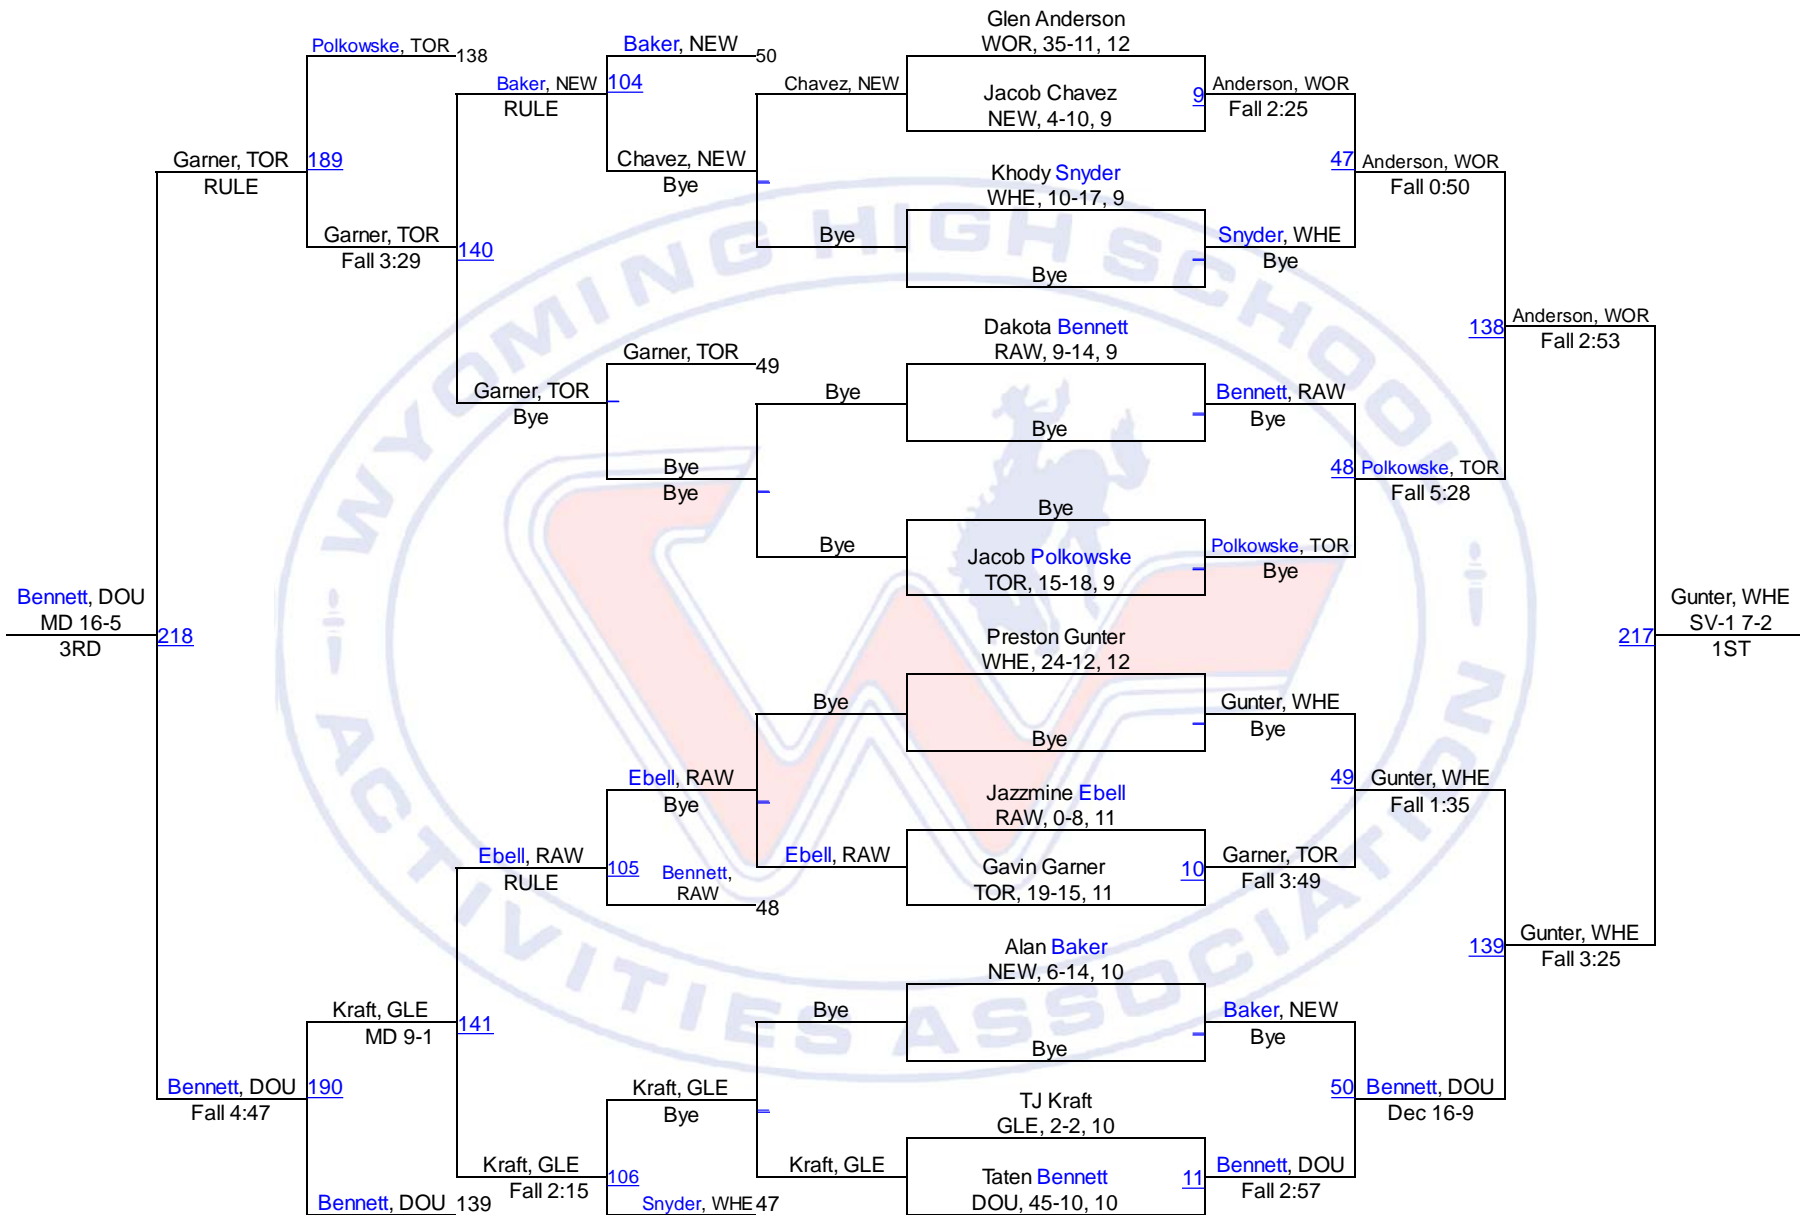 Glen Anderson
WOR, 35-11, 12
Polkowske, TOR
138
Baker, NEW
50
Baker, NEW
104
RULE
Chavez, NEW
Jacob Chavez
NEW, 4-10, 9
9
Anderson, WOR
Fall 2:25
Garner, TOR
189
RULE
Chavez, NEW
Bye
Khody Snyder
WHE, 10-17, 9
47
Anderson, WOR
Fall 0:50
Garner, TOR
Fall 3:29
140
Bye
Bye
Snyder, WHE
Bye
Dakota Bennett
RAW, 9-14, 9
138
Anderson, WOR
Fall 2:53
Garner, TOR
49
Garner, TOR
Bye
Bye
Bye
Bennett, RAW
Bye
Bye
Bye
48
Polkowske, TOR
Fall 5:28
Bye
Bye
Jacob Polkowske
TOR, 15-18, 9
Polkowske, TOR
Bye
Bennett, DOU
MD 16-5
3RD
218
Preston Gunter
WHE, 24-12, 12
217
Gunter, WHE
SV-1 7-2
1ST
Bye
Bye
Gunter, WHE
Bye
Ebell, RAW
Bye
Jazzmine Ebell
RAW, 0-8, 11
49
Gunter, WHE
Fall 1:35
Ebell, RAW
RULE
105
Bennett,
RAW
48
Ebell, RAW
Gavin Garner
TOR, 19-15, 11
10
Garner, TOR
Fall 3:49
Alan Baker
NEW, 6-14, 10
139
Gunter, WHE
Fall 3:25
Kraft, GLE
MD 9-1
141
Bye
Bye
Baker, NEW
Bye
Bennett, DOU
Fall 4:47
190
Kraft, GLE
Bye
TJ Kraft
GLE, 2-2, 10
50
Bennett, DOU
Dec 16-9
Kraft, GLE
Fall 2:15
106
Kraft, GLE
Taten Bennett
DOU, 45-10, 10
11
Bennett, DOU
Fall 2:57
Bennett, DOU
139
Snyder, WHE
47
WYOMING HIGH SCHOOL
ACTIVITIES ASSOCIATION